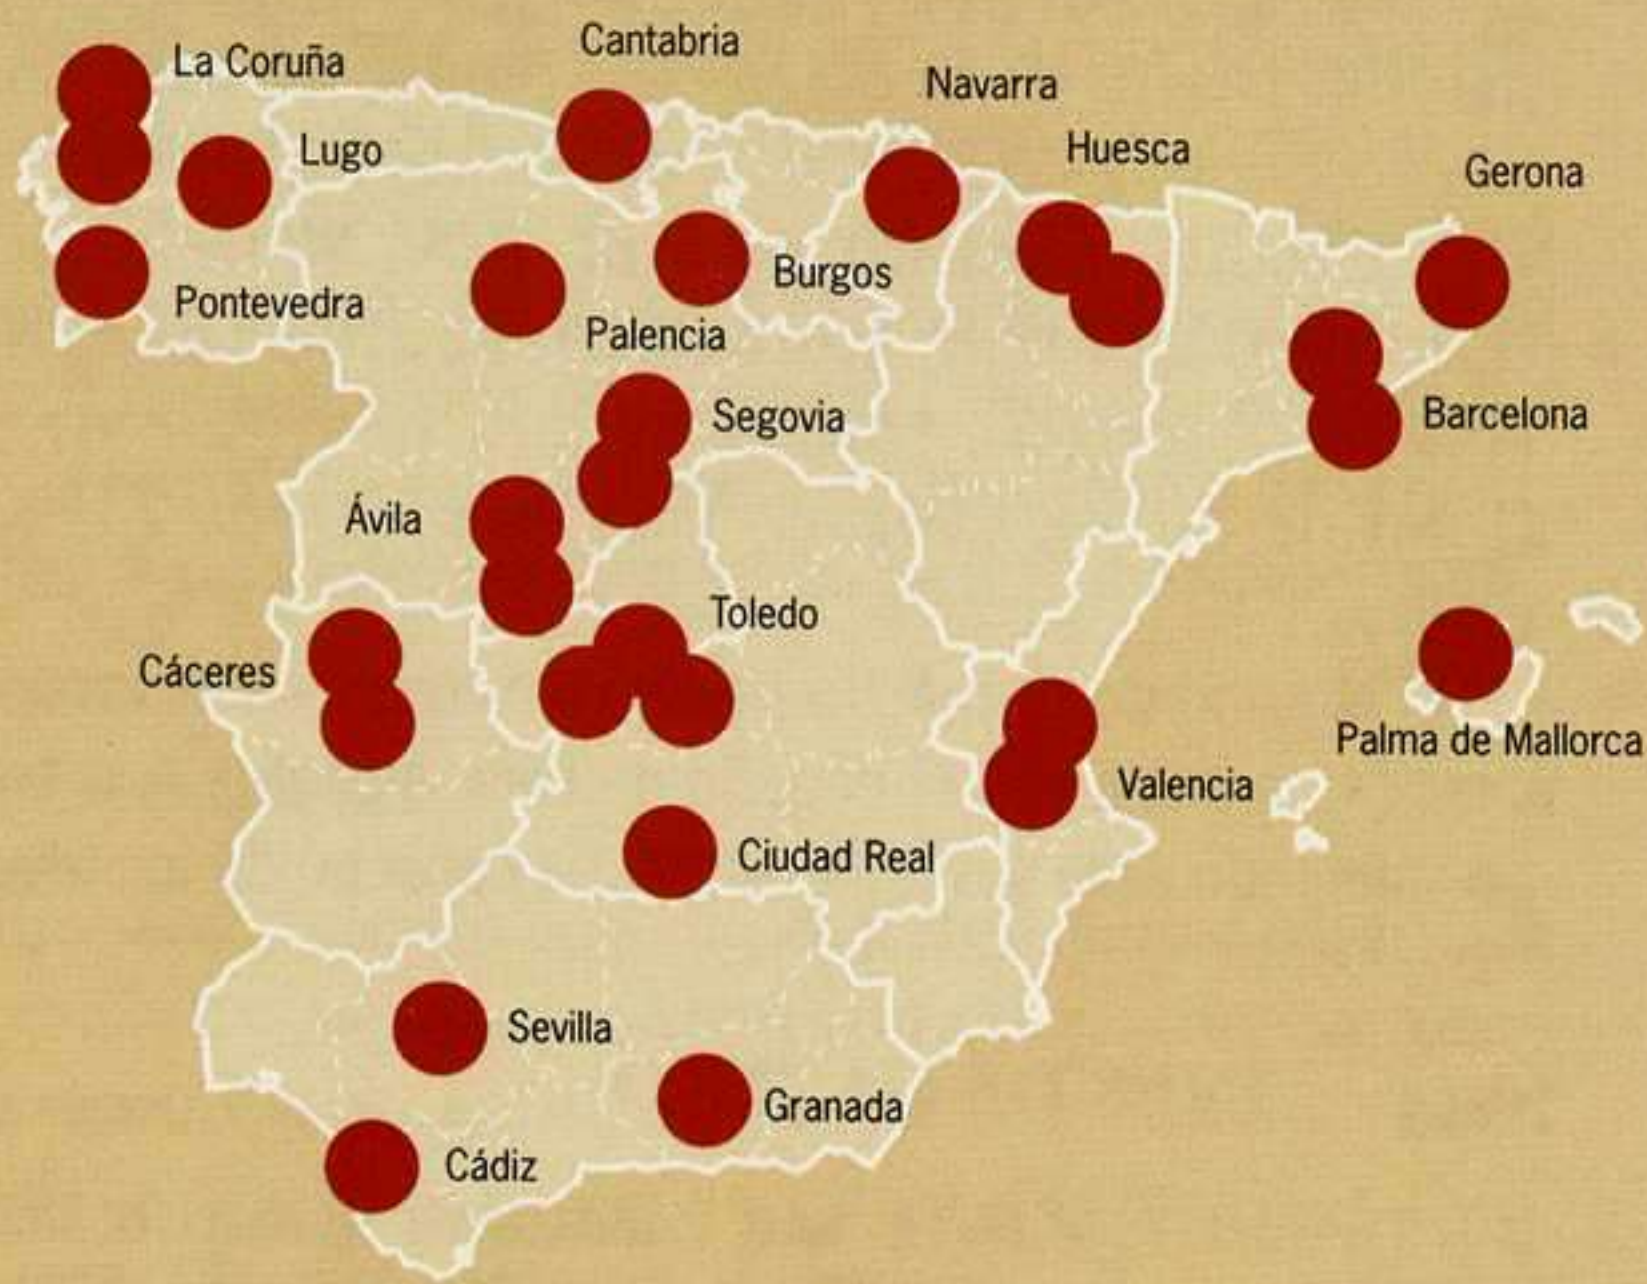 Cantabria
La Coruña
Navarra
Huesca
Lugo
Gerona
Burgos
Pontevedra
Palencia
Segovia
Barcelona
Ávila
Toledo
Cáceres
Palma de Mallorca
Valencia
Ciudad Real
Sevilla
Granada
Cádiz